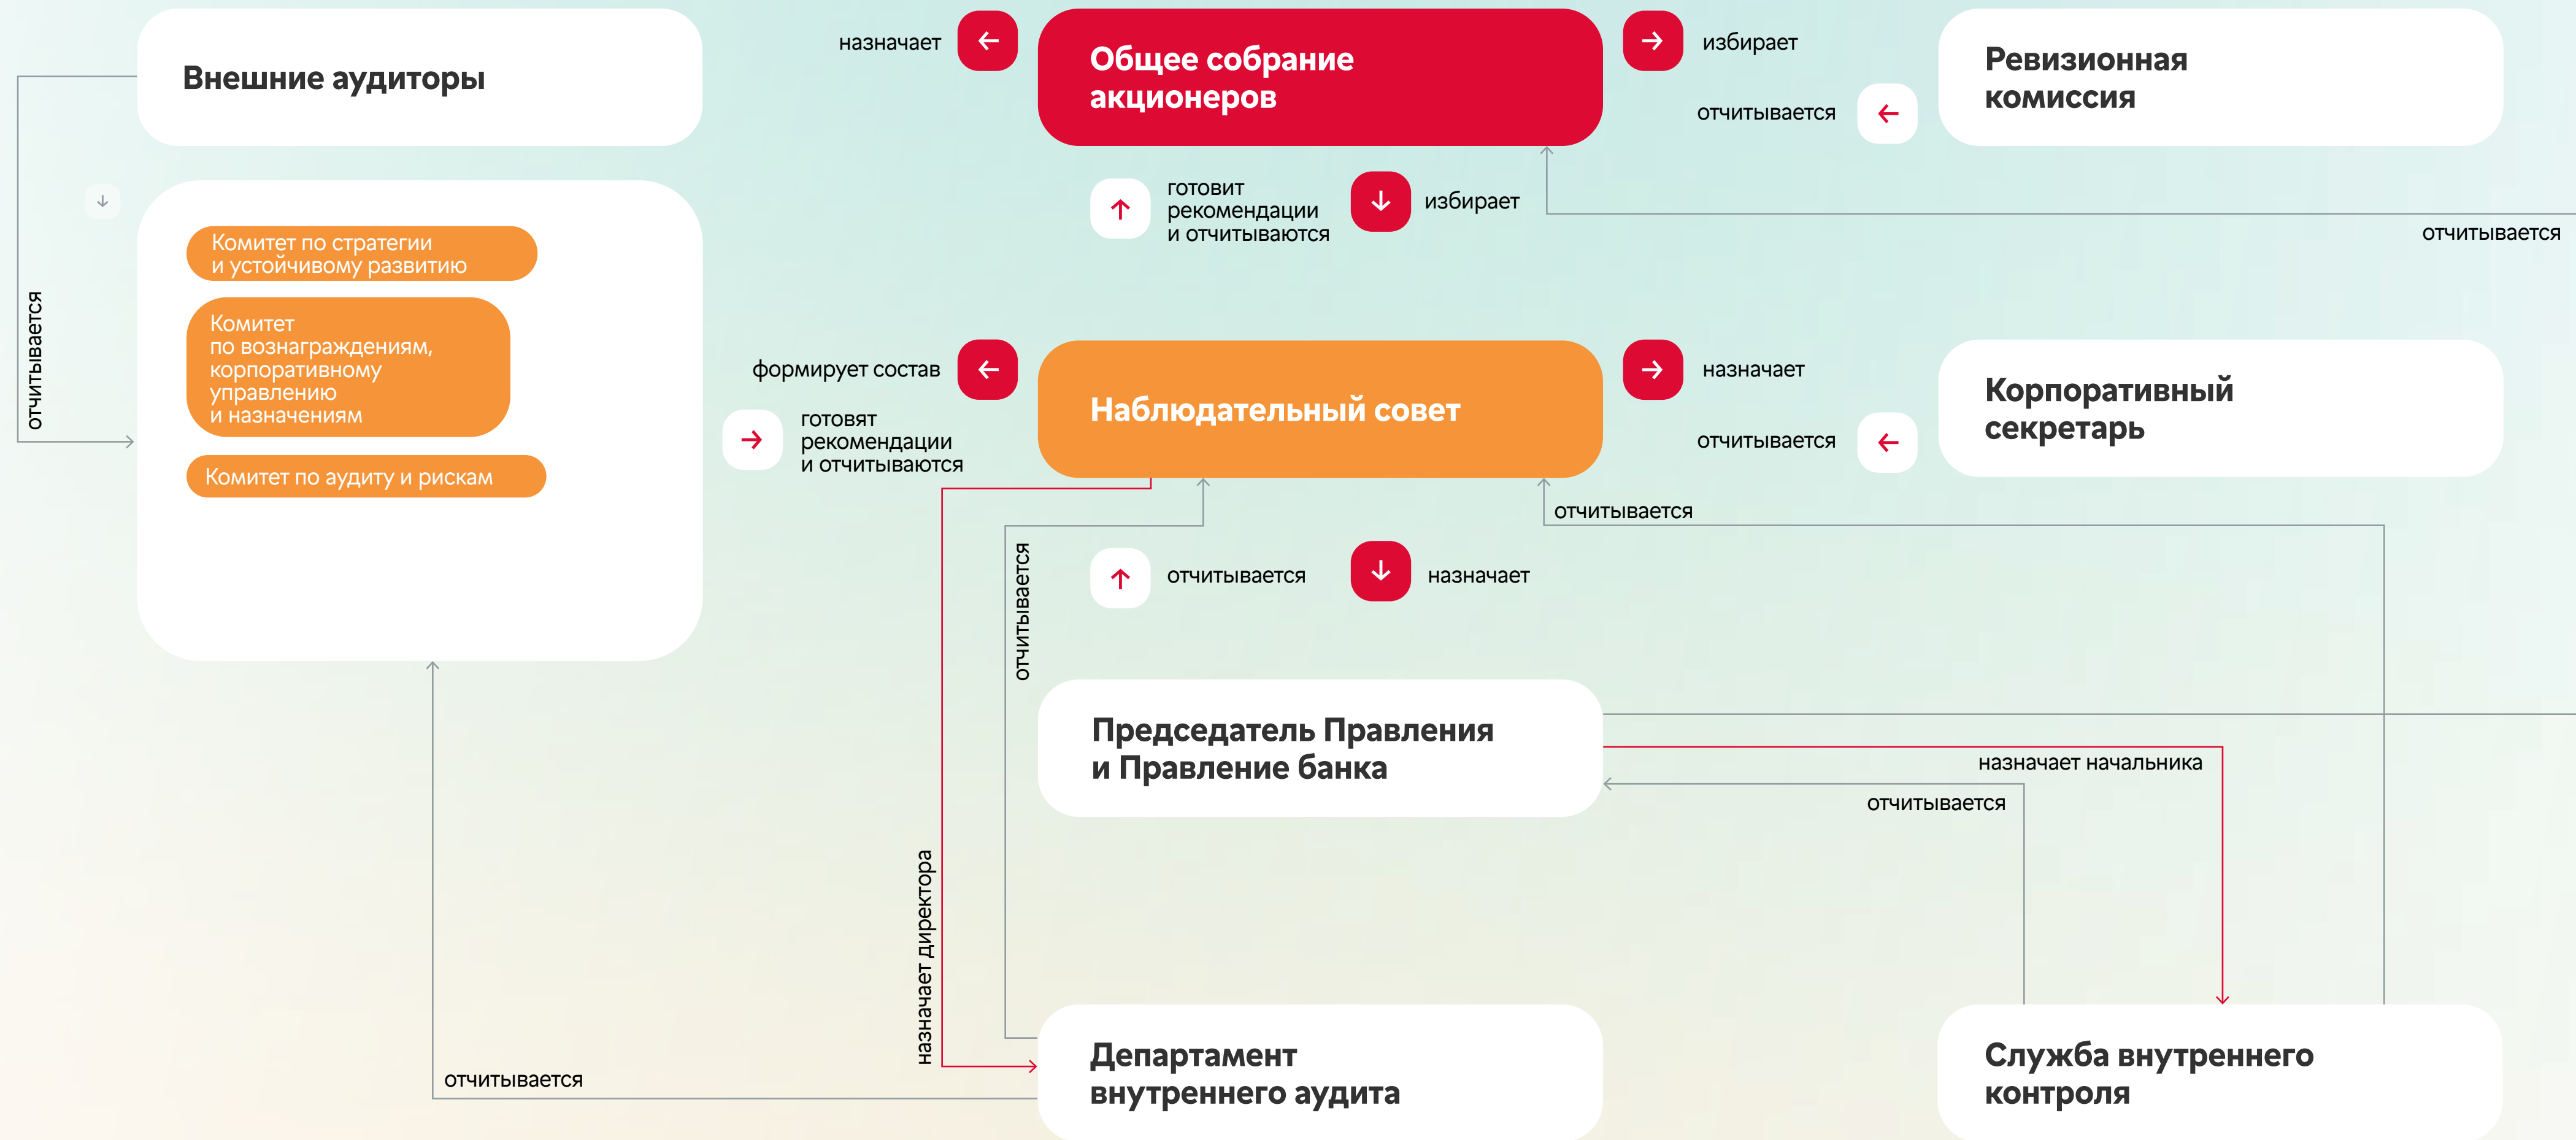 Внешние аудиторы
назначает
Общее собрание
акционеров
избирает
отчитывается
Ревизионная
комиссия
готовит
рекомендации
и отчитываются
избирает
отчитывается
отчитывается
Комитет по стратегии
и устойчивому развитию
Комитет
по вознаграждениям,
корпоративному
управлению
и назначениям
Комитет по аудиту и рискам
формирует состав
готовят
рекомендации
и отчитываются
Наблюдательный совет
назначает
отчитывается
Корпоративный
секретарь
отчитывается
отчитывается
отчитывается
назначает
Председатель Правления
и Правление банка
назначает начальника
отчитывается
назначает директора
отчитывается
Департамент
внутреннего аудита
Служба внутреннего
контроля